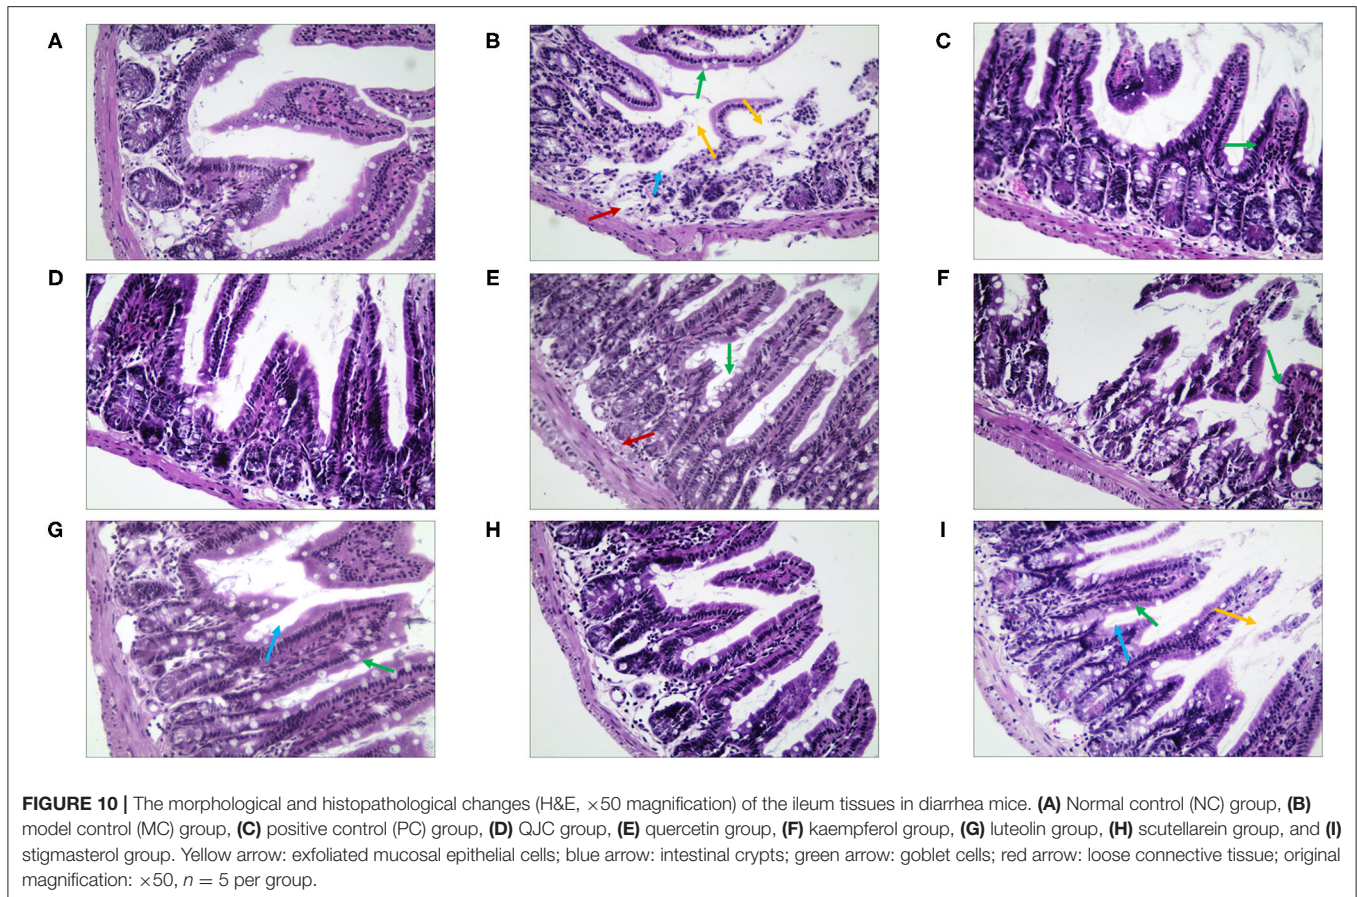 A
B
C
D
E
F
G
H
I
FIGURE 10 | The morphological and histopathological changes (H&E, ×50 magnification) of the ileum tissues in diarrhea mice. (A) Normal control (NC) group, (B)
model control (MC) group, (C) positive control (PC) group, (D) QJC group, (E) quercetin group, (F) kaempferol group, (G) luteolin group, (H) scutellarein group, and (I)
stigmasterol group. Yellow arrow: exfoliated mucosal epithelial cells; blue arrow: intestinal crypts; green arrow: goblet cells; red arrow: loose connective tissue; original
magnification: ×50, n = 5 per group.